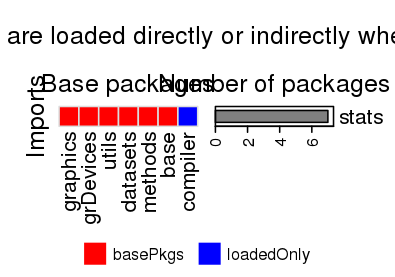 are loaded directly or indirectly whe
Base packages
Number of packages
Imports
stats
0 2 4 6
graphics
grDevices
utils
datasets
methods
base
compiler
basePkgs
loadedOnly